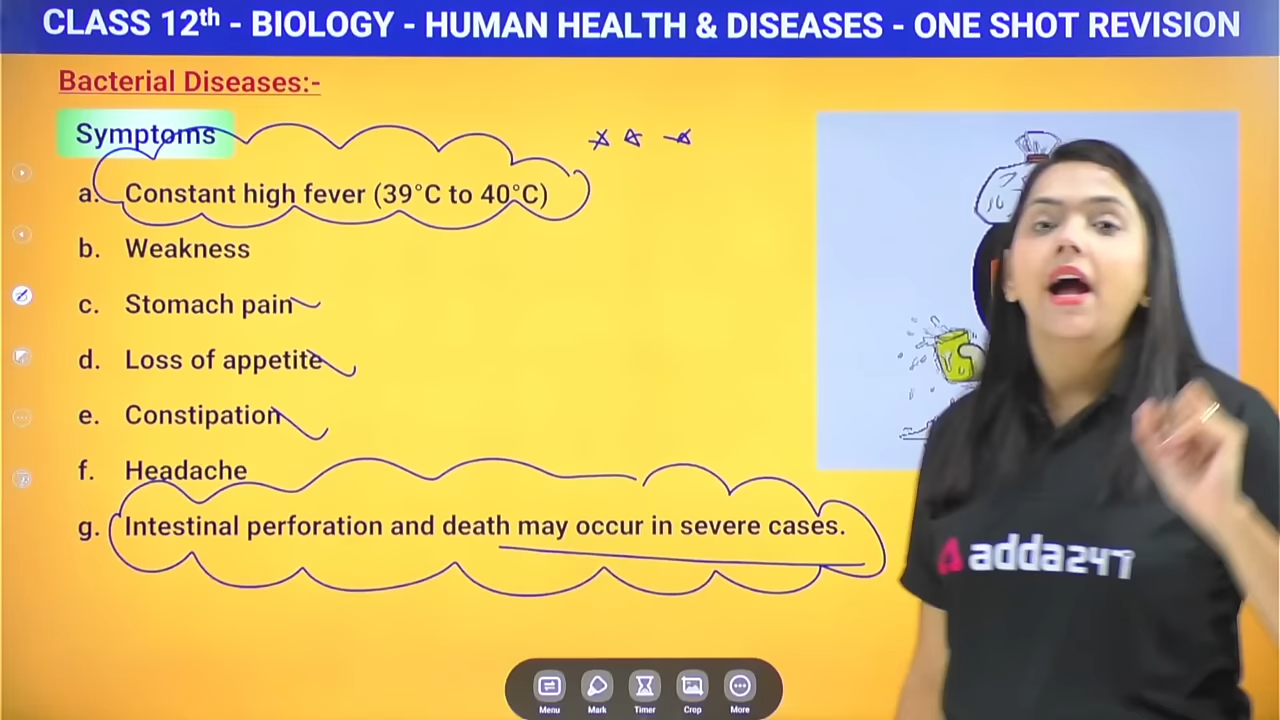 CLASS 12th - BIOLOGY - HUMAN HEALTH & DISEASES - ONE SHOT REVISION
Bacterial Diseases:-
Symptoms
a. Constant high fever (39°C to 40°C)
b. Weakness
c. Stomach pain
d. Loss of appetite
e. Constipation
f. Headache
g. Intestinal perforation and death may occur in severe cases.
adda247
Menu Mark Timer Crop More